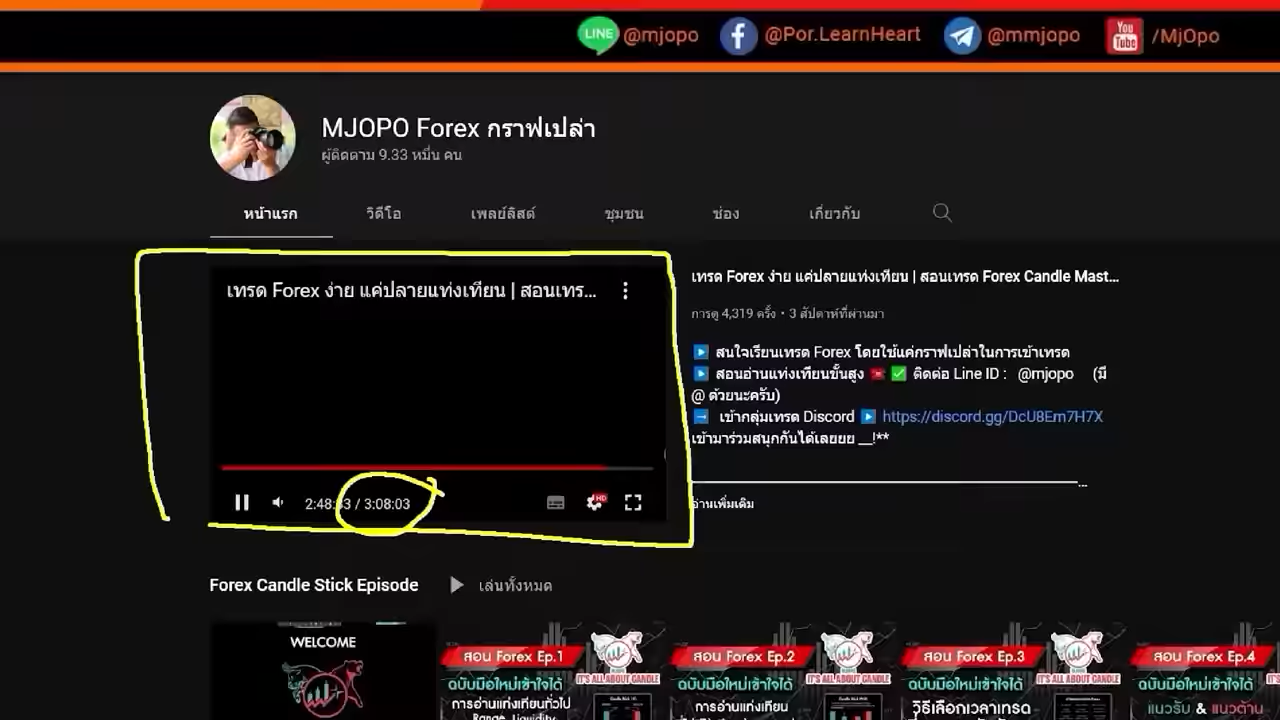 LINE @mjopo @Por.LearnHeart @mmjopo You Tube /MjOpo
MJOPO Forex กราฟเปล่า
ผู้ติดตาม 9.33 หมื่น คน
หน้าแรก วิดีโอ เพลย์ลิสต์ ชุมชน ช่อง เกี่ยวกับ
เทรด Forex ง่าย แค่ปลายแท่งเทียน | สอนเทร...
เทรด Forex ง่าย แค่ปลายแท่งเทียน | สอนเทรด Forex Candle Mast...
การดู 4,319 ครั้ง • 3 สัปดาห์ที่ผ่านมา
สนใจเรียนเทรด Forex โดยใช้แค่กราฟเปล่าในการเข้าเทรด
สอนอ่านแท่งเทียนขั้นสูง ติดต่อ Line ID : @mjopo (มี
@ ด้วยนะครับ)
เข้ากลุ่มเทรด Discord https://discord.gg/DcU8Em7H7X
เข้ามาร่วมสนุกกันได้เลยยย __!**
...
อ่านเพิ่มเติม
/ 3:08:03 HD
Forex Candle Stick Episode เล่นทั้งหมด
WELCOME
สอน Forex Ep.1
ฉบับมือใหม่เข้าใจได้
การอ่านแท่งเทียนทั่วไป
Range, Liquidity
IT'S ALL ABOUT CANDLE
สอน Forex Ep.2
ฉบับมือใหม่เข้าใจได้
การอ่านแท่งเทียน
IT'S ALL ABOUT CANDLE
สอน Forex Ep.3
ฉบับมือใหม่เข้าใจได้
วิธีเลือกเวลาเทรด
IT'S ALL ABOUT CANDLE
สอน Forex Ep.4
ฉบับมือใหม่เข้าใจได้
แนวรับ & แนวต้าน